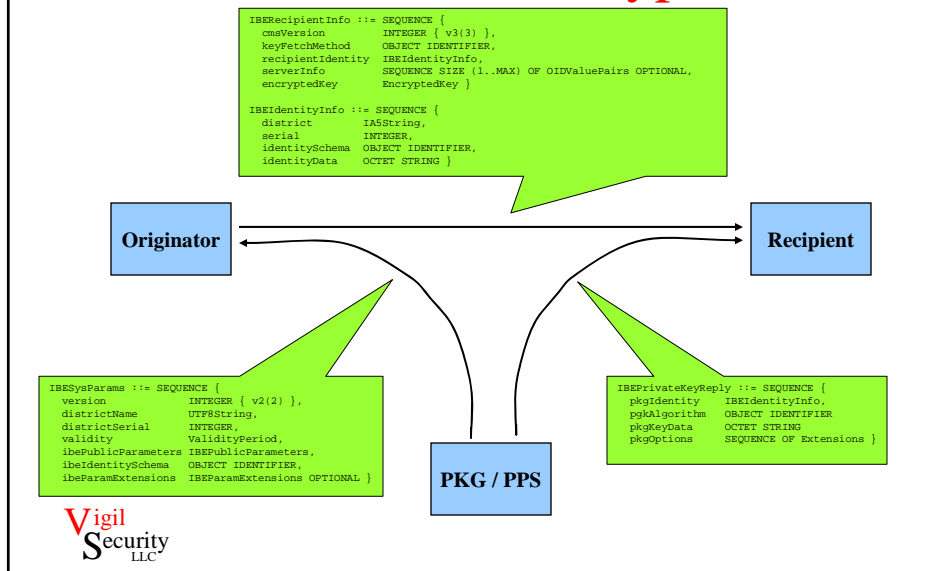 IBERecipientInfo ::= SEQUENCE {
cmsVersion INTEGER { v3(3) },
keyFetchMethod OBJECT IDENTIFIER,
recipientIdentity IBEIdentityInfo,
serverInfo SEQUENCE SIZE (1..MAX) OF OIDValuePairs OPTIONAL,
encryptedKey EncryptedKey }
IBEIdentityInfo ::= SEQUENCE {
district IA5String,
serial INTEGER,
identitySchema OBJECT IDENTIFIER,
identityData OCTET STRING }
Originator
Recipient
IBESysParams ::= SEQUENCE {
version INTEGER { v2(2) },
districtName UTF8String,
districtSerial INTEGER,
validity ValidityPeriod,
ibePublicParameters IBEPublicParameters,
ibeIdentitySchema OBJECT IDENTIFIER,
ibeParamExtensions IBEParamExtensions OPTIONAL }
IBEPrivateKeyReply ::= SEQUENCE {
pkgIdentity IBEIdentityInfo,
pgkAlgorithm OBJECT IDENTIFIER
pkgKeyData OCTET STRING
pkgOptions SEQUENCE OF Extensions }
PKG / PPS
Vigil
Security
LLC